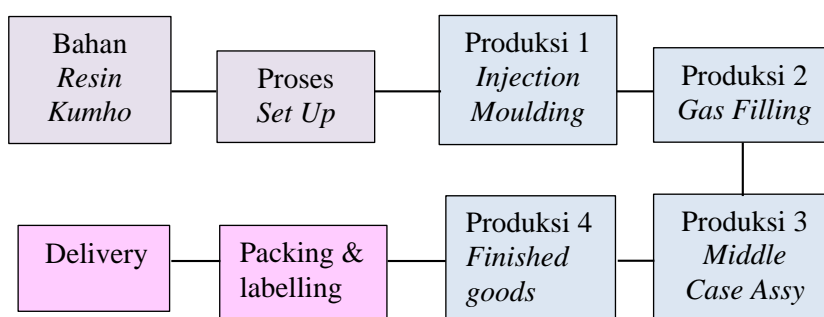 Bahan
Resin
Kumho
Proses
Set Up
Produksi 1
Injection
Moulding
Produksi 2
Gas Filling
Produksi 3
Middle
Case Assy
Produksi 4
Finished
goods
Packing &
labelling
Delivery